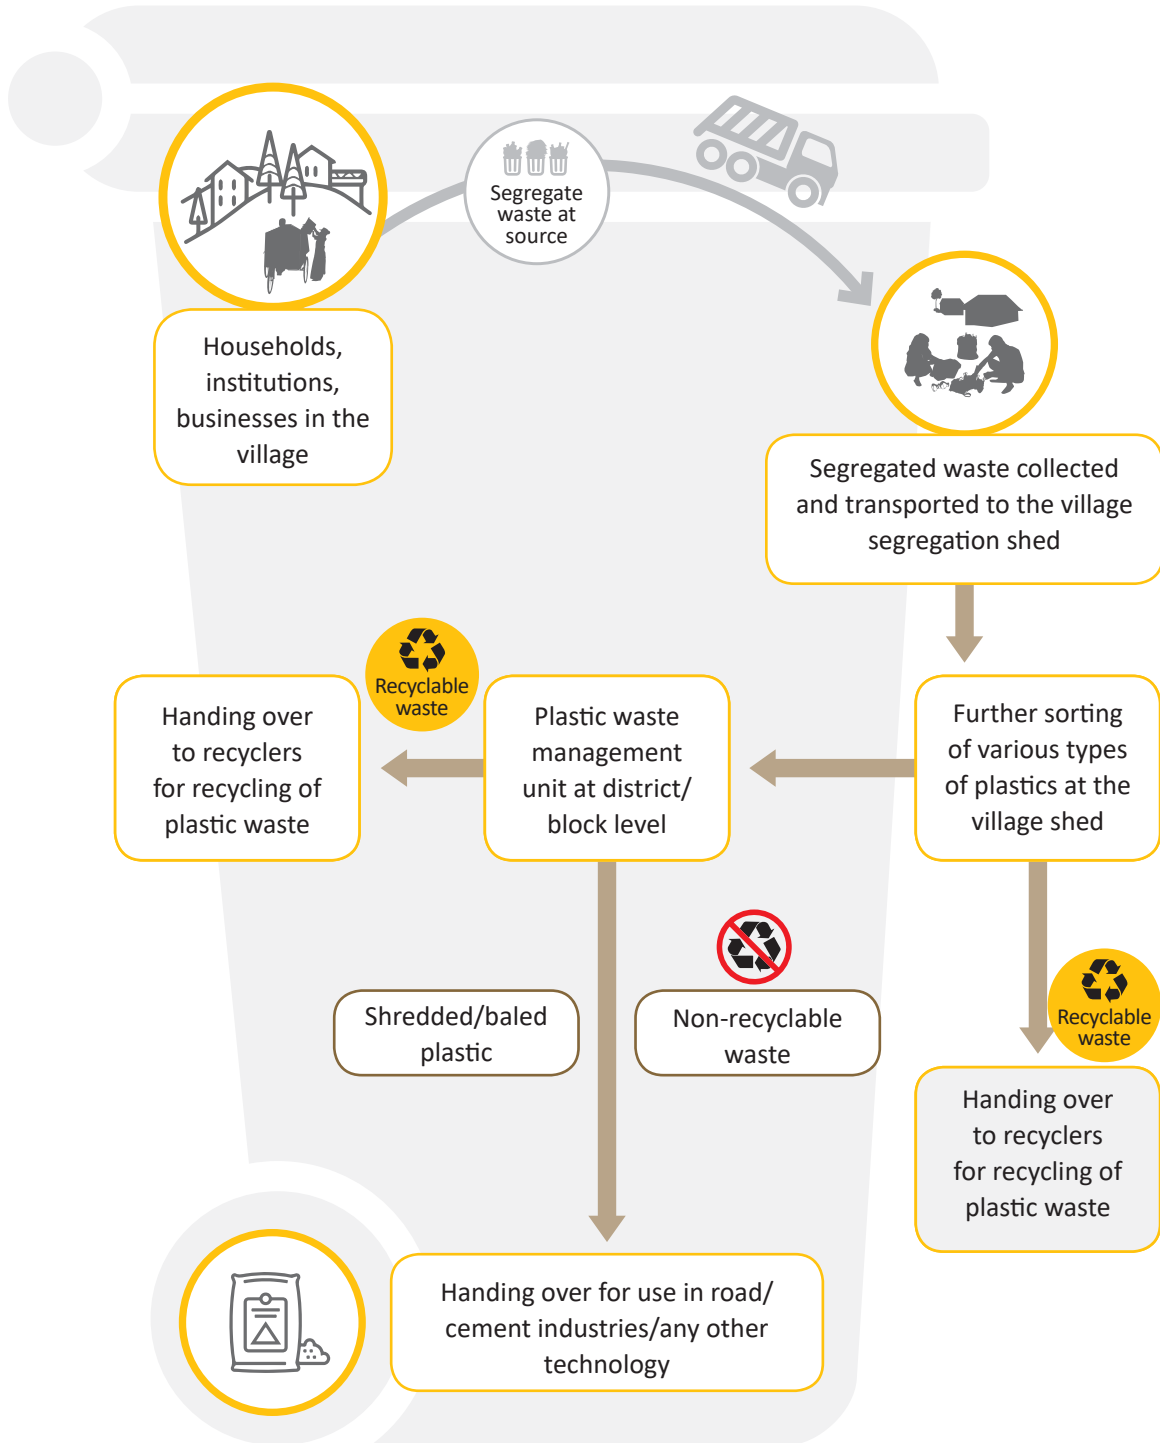 Segregate
waste at
source
Households,
institutions,
businesses in the
village
Segregated waste collected
and transported to the village
segregation shed
Recyclable
waste
Handing over
to recyclers
for recycling of
plastic waste
Plastic waste
management
unit at district/
block level
Further sorting
of various types
of plastics at the
village shed
Shredded/baled
plastic
Non-recyclable
waste
Recyclable
waste
Handing over
to recyclers
for recycling of
plastic waste
Handing over for use in road/
cement industries/any other
technology